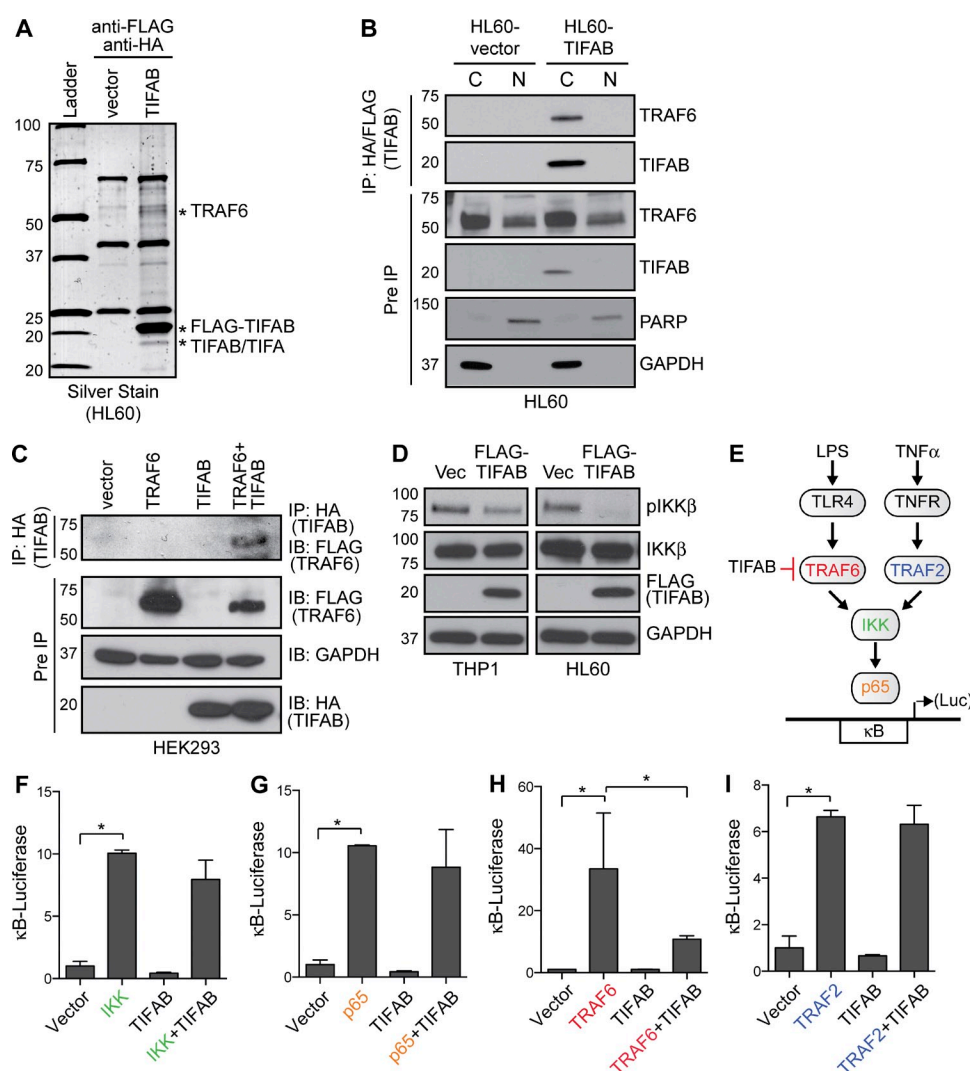 A
anti-FLAG
anti-HA
Ladder
vector
TIFAB
100
75
50
37
25
20
20
* TRAF6
* FLAG-TIFAB
* TIFAB/TIFA
Silver Stain
(HL60)
B
HL60-
vector
HL60-
TIFAB
C N C N
IP: HA/FLAG
(TIFAB)
75
50
TRAF6
20
TIFAB
Pre IP
75
50
TRAF6
20
TIFAB
150
PARP
37
GAPDH
HL60
C
vector
TRAF6
TIFAB
TRAF6+
TIFAB
IP: HA
(TIFAB)
75
50
IP: HA
(TIFAB)
IB: FLAG
(TRAF6)
Pre IP
75
50
IB: FLAG
(TRAF6)
37
IB: GAPDH
20
IB: HA
(TIFAB)
HEK293
D
Vec
FLAG-
TIFAB
Vec
FLAG-
TIFAB
100
75
pIKKβ
100
75
IKKβ
20
FLAG
(TIFAB)
37
GAPDH
THP1
HL60
E
LPS
TNFα
TLR4
TNFR
TIFAB
TRAF6
TRAF2
IKK
p65
(Luc)
κB
F
κB-Luciferase
15
10
5
0
*
Vector
IKK
TIFAB
IKK+TIFAB
G
κB-Luciferase
15
10
5
0
*
Vector
p65
TIFAB
p65+TIFAB
H
κB-Luciferase
60
40
20
0
*
*
Vector
TRAF6
TIFAB
TRAF6+TIFAB
I
κB-Luciferase
8
6
4
2
0
*
Vector
TRAF2
TIFAB
TRAF2+TIFAB